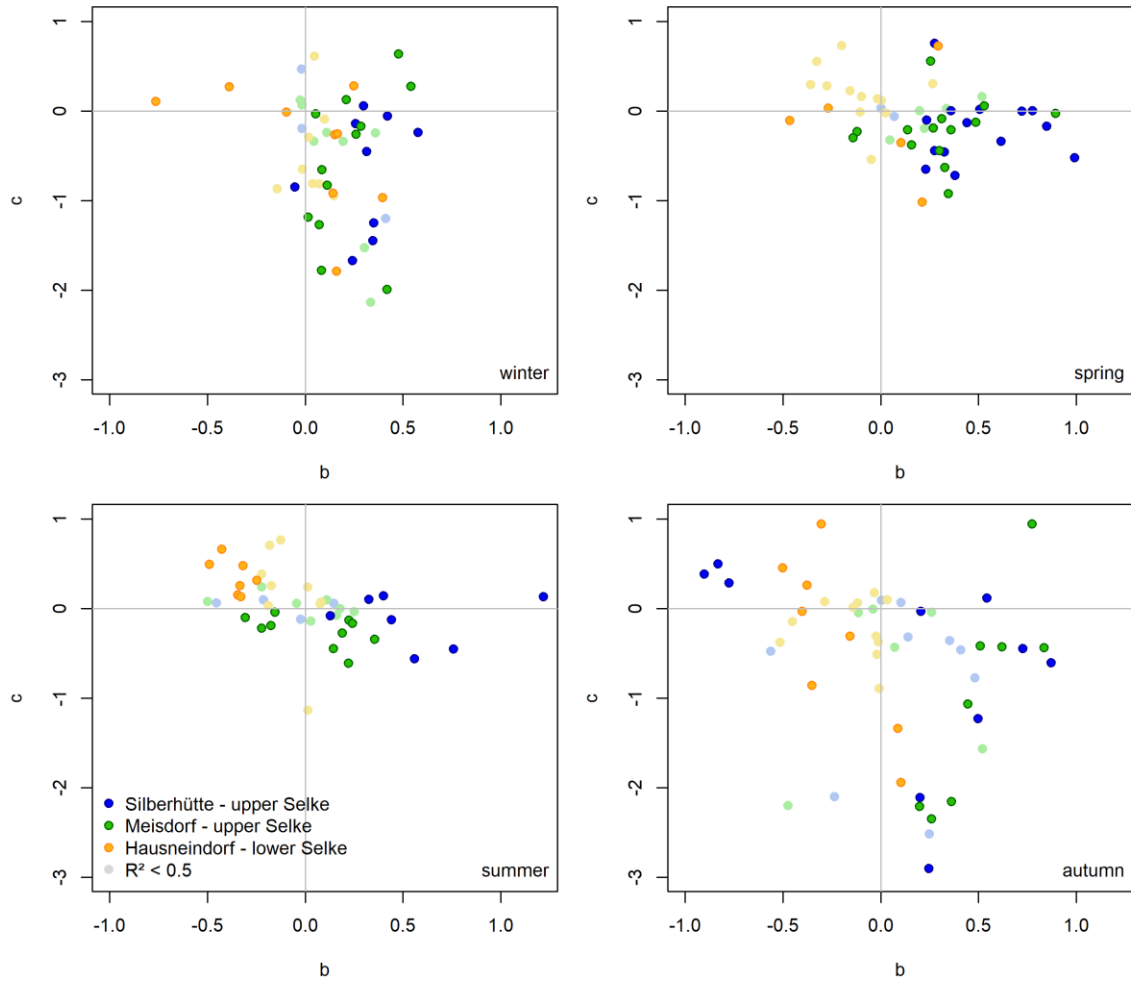 1
0
c
-1
-2
-3
winter
-1.0 -0.5 0.0 0.5 1.0
b
1
0
c
-1
-2
-3
spring
-1.0 -0.5 0.0 0.5 1.0
b
1
0
c
-1
-2
-3
Silberhütte - upper Selke
Meisdorf - upper Selke
Hausneindorf - lower Selke
R² < 0.5
summer
-1.0 -0.5 0.0 0.5 1.0
b
1
0
c
-1
-2
-3
autumn
-1.0 -0.5 0.0 0.5 1.0
b